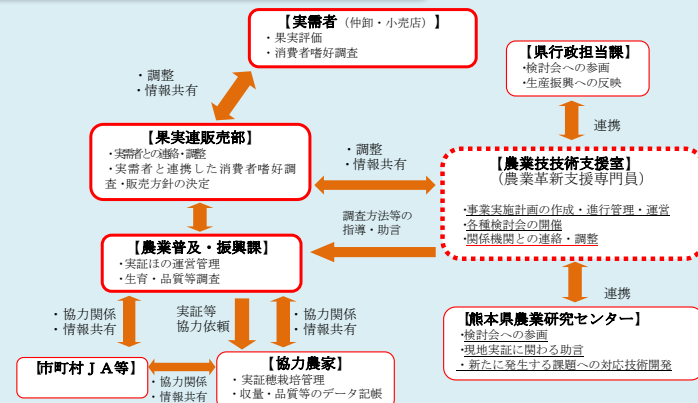 【実需者（仲卸・小売店）】
・果実評価
・消費者嗜好調査
【県行政担当課】
・検討会への参画
・生産振興への反映
・調整
・情報共有
連携
【果実連販売部】
・実需者との連絡・調整
・実需者と連携した消費者嗜好調
査・販売方針の決定
・調整
・情報共有
【農業技技術支援室】
（農業革新支援専門員）
・事業実施計画の作成・進行管理・運営
・各種検討会の開催
・関係機関との連絡・調整
調査方法等の
指導・助言
【農業普及・振興課】
・実証ほの運営管理
・生育・品質等調査
連携
・協力関係
・情報共有
実証等
協力依頼
・協力関係
・情報共有
【熊本県農業研究センター】
・検討会への参画
・現地実証に関わる助言
・新たに発生する課題への対応技術開発
【市町村ＪＡ等】
・協力関係
・情報共有
【協力農家】
・実証穂栽培管理
・収量・品質等のデータ記帳